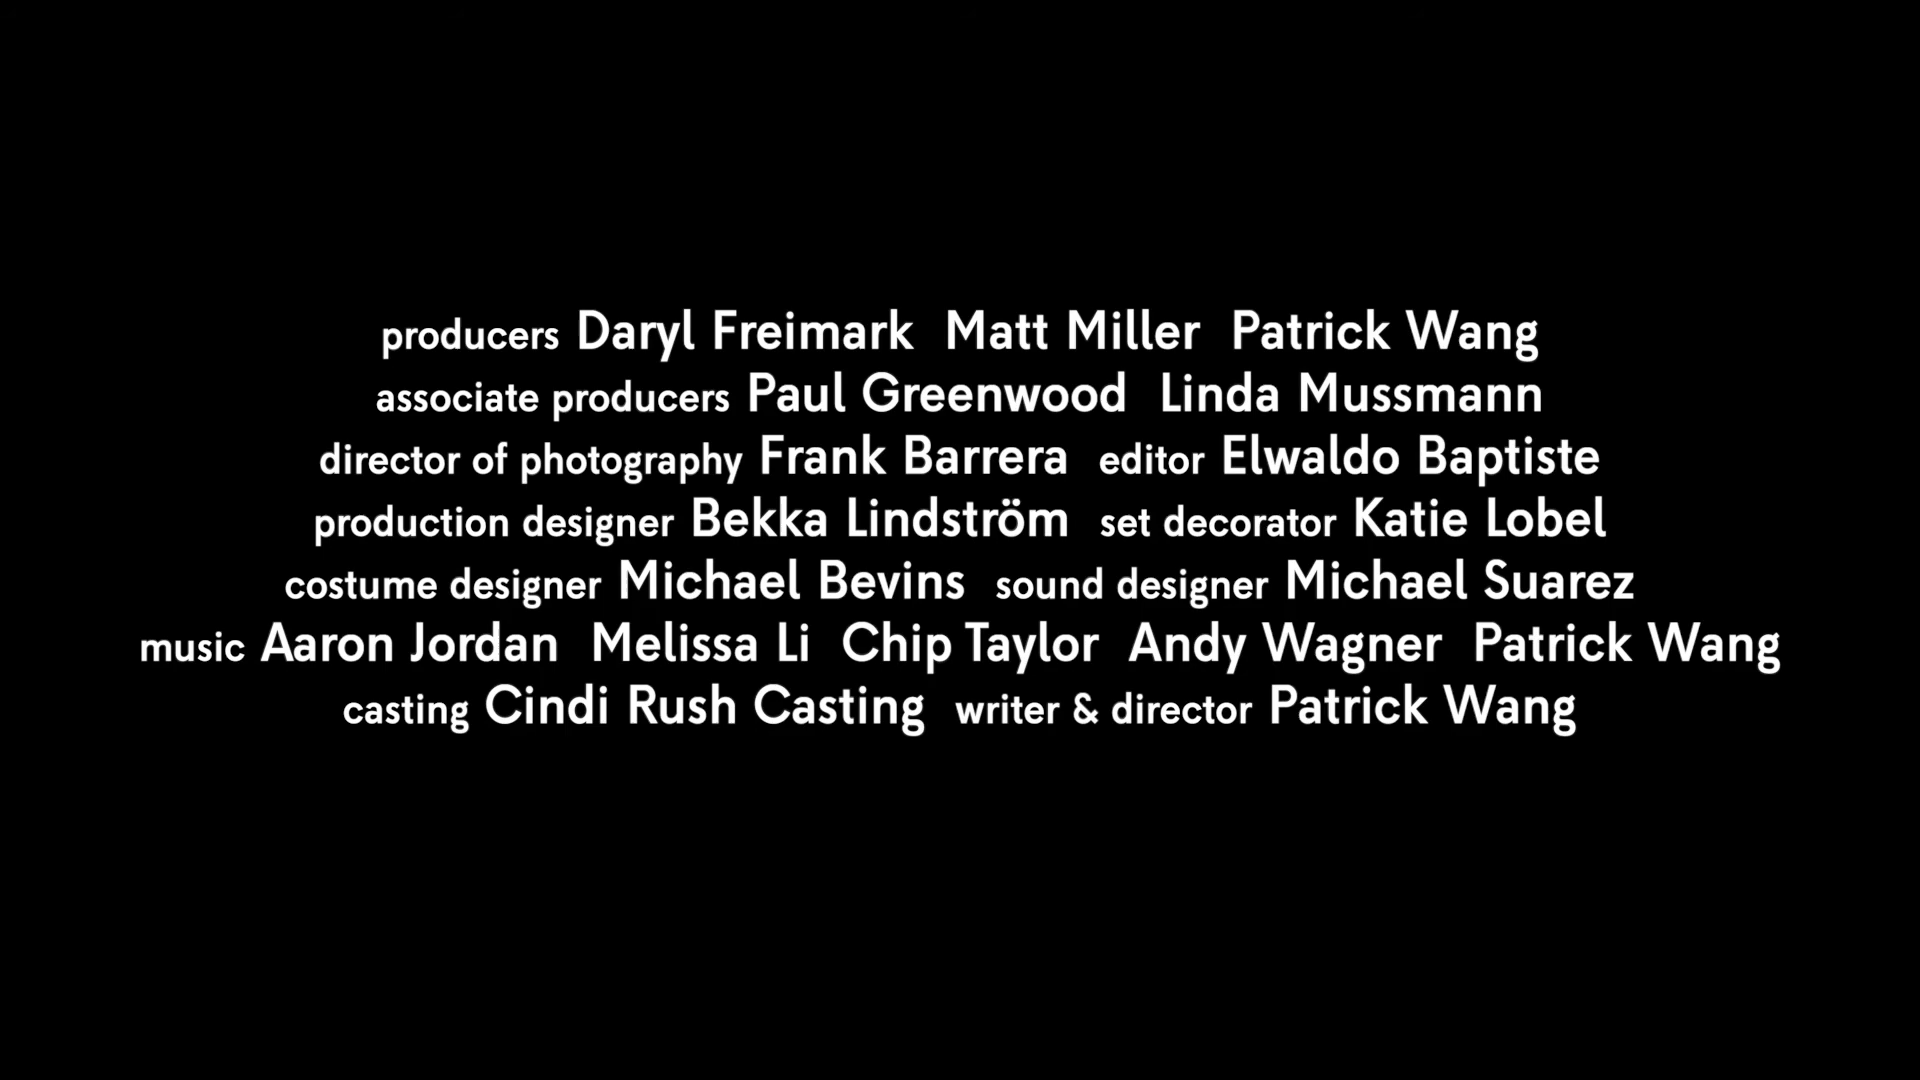 producers Daryl Freimark Matt Miller Patrick Wang
associate producers Paul Greenwood Linda Mussmann
director of photography Frank Barrera editor Elwaldo Baptiste
production designer Bekka Lindström set decorator Katie Lobel
costume designer Michael Bevins sound designer Michael Suarez
music Aaron Jordan Melissa Li Chip Taylor Andy Wagner Patrick Wang
casting Cindi Rush Casting writer & director Patrick Wang